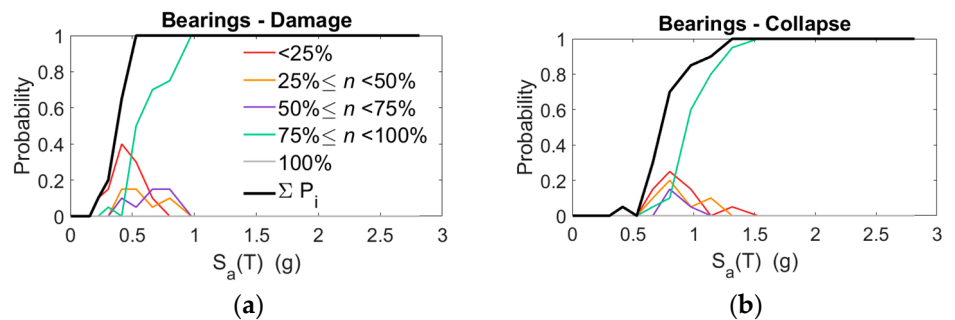 Bearings - Damage
1
0.8
0.6
0.4
0.2
0
Probability
<25%
25%≤ n <50%
50%≤ n <75%
75%≤ n <100%
100%
Σ Pi
0 0.5 1 1.5 2 2.5 3
Sa(T) (g)
(a)
Bearings - Collapse
1
0.8
0.6
0.4
0.2
0
Probability
0 0.5 1 1.5 2 2.5 3
Sa(T) (g)
(b)